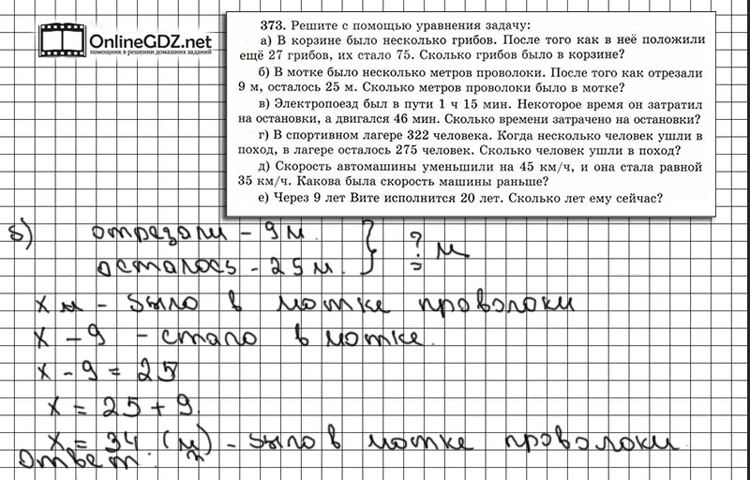 OnlineGDZ.net
помощник в решении домашних заданий
373. Решите с помощью уравнения задачу:
а) В корзине было несколько грибов. После того как в неё положили
ещё 27 грибов, их стало 75. Сколько грибов было в корзине?
б) В мотке было несколько метров проволоки. После того как отрезали
9 м, осталось 25 м. Сколько метров проволоки было в мотке?
в) Электропоезд был в пути 1 ч 15 мин. Некоторое время он затратил
на остановки, а двигался 46 мин. Сколько времени затрачено на остановки?
г) В спортивном лагере 322 человека. Когда несколько человек ушли в
поход, в лагере осталось 275 человек. Сколько человек ушли в поход?
д) Скорость автомашины уменьшили на 45 км/ч, и она стала равной
35 км/ч. Какова была скорость машины раньше?
е) Через 9 лет Вите исполнится 20 лет. Сколько лет ему сейчас?
б) отрезали - 9 м. } ? м
осталось - 25 м.
х м - было в мотке проволоки
х - 9 - стало в мотке.
х - 9 = 25
х = 25 + 9.
х = 34 (м) - было в мотке проволоки.
Ответ: